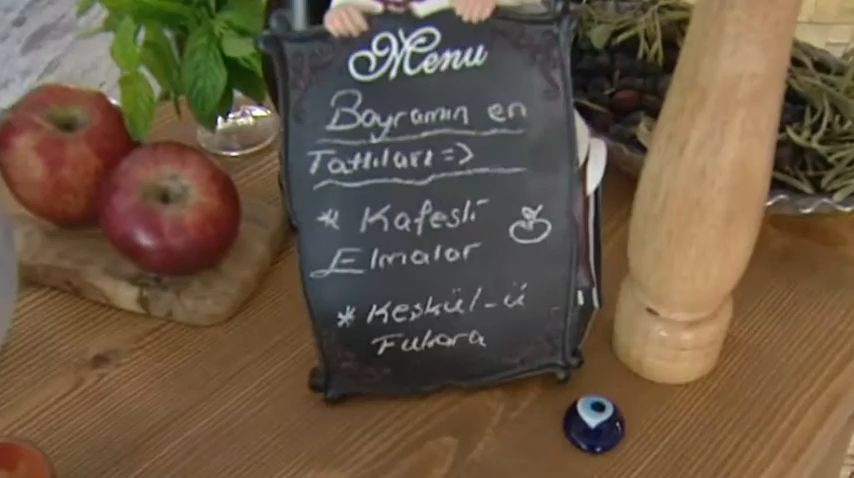 Menu
Bayramın en
Tatlıları =>
* Kafesli
Elmalar
* Keşkül-ü
Fukara